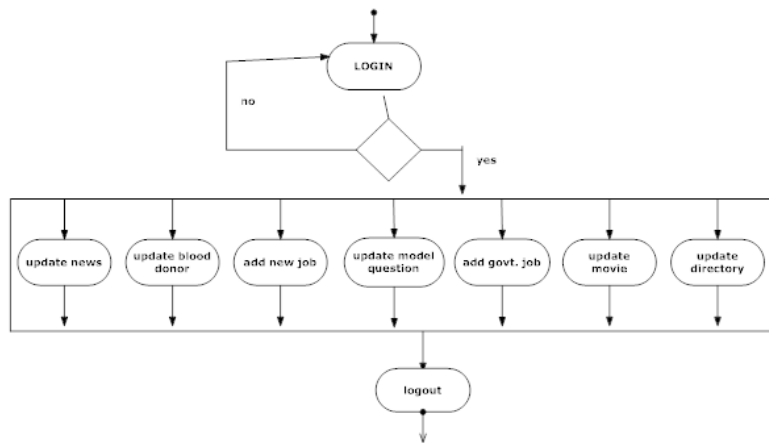 LOGIN
no
yes
update news
update blood
donor
add new job
update model
question
add govt. job
update
movie
update
directory
logout